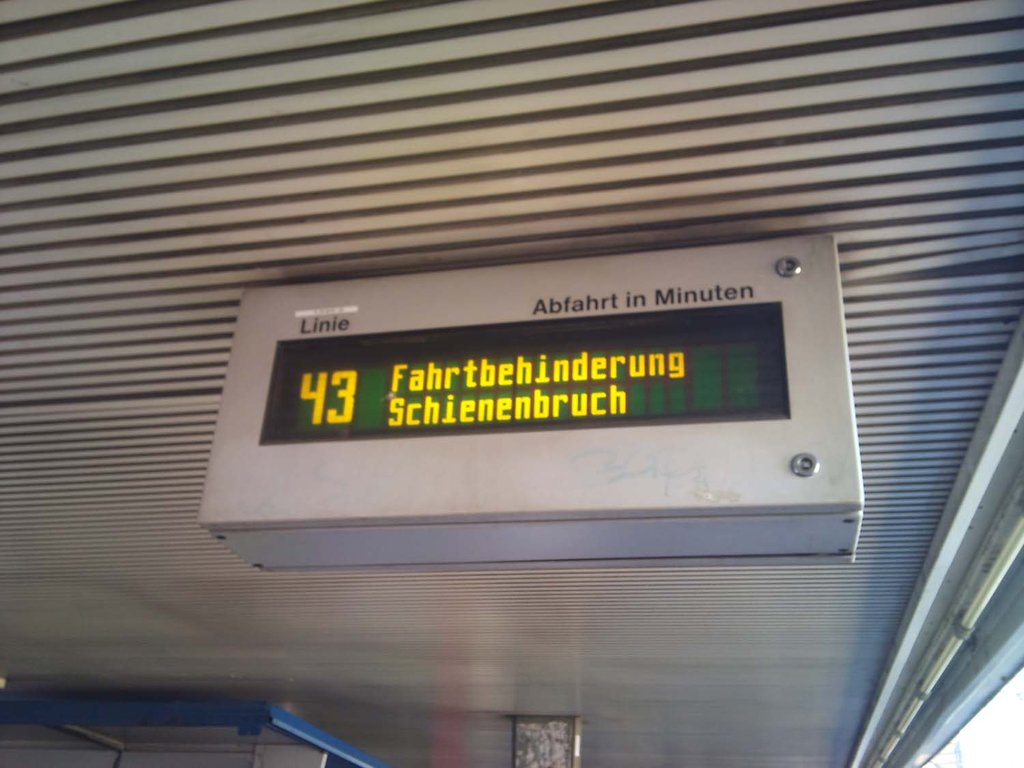 Linie
Abfahrt in Minuten
43
Fahrtbehinderung
Schienenbruch